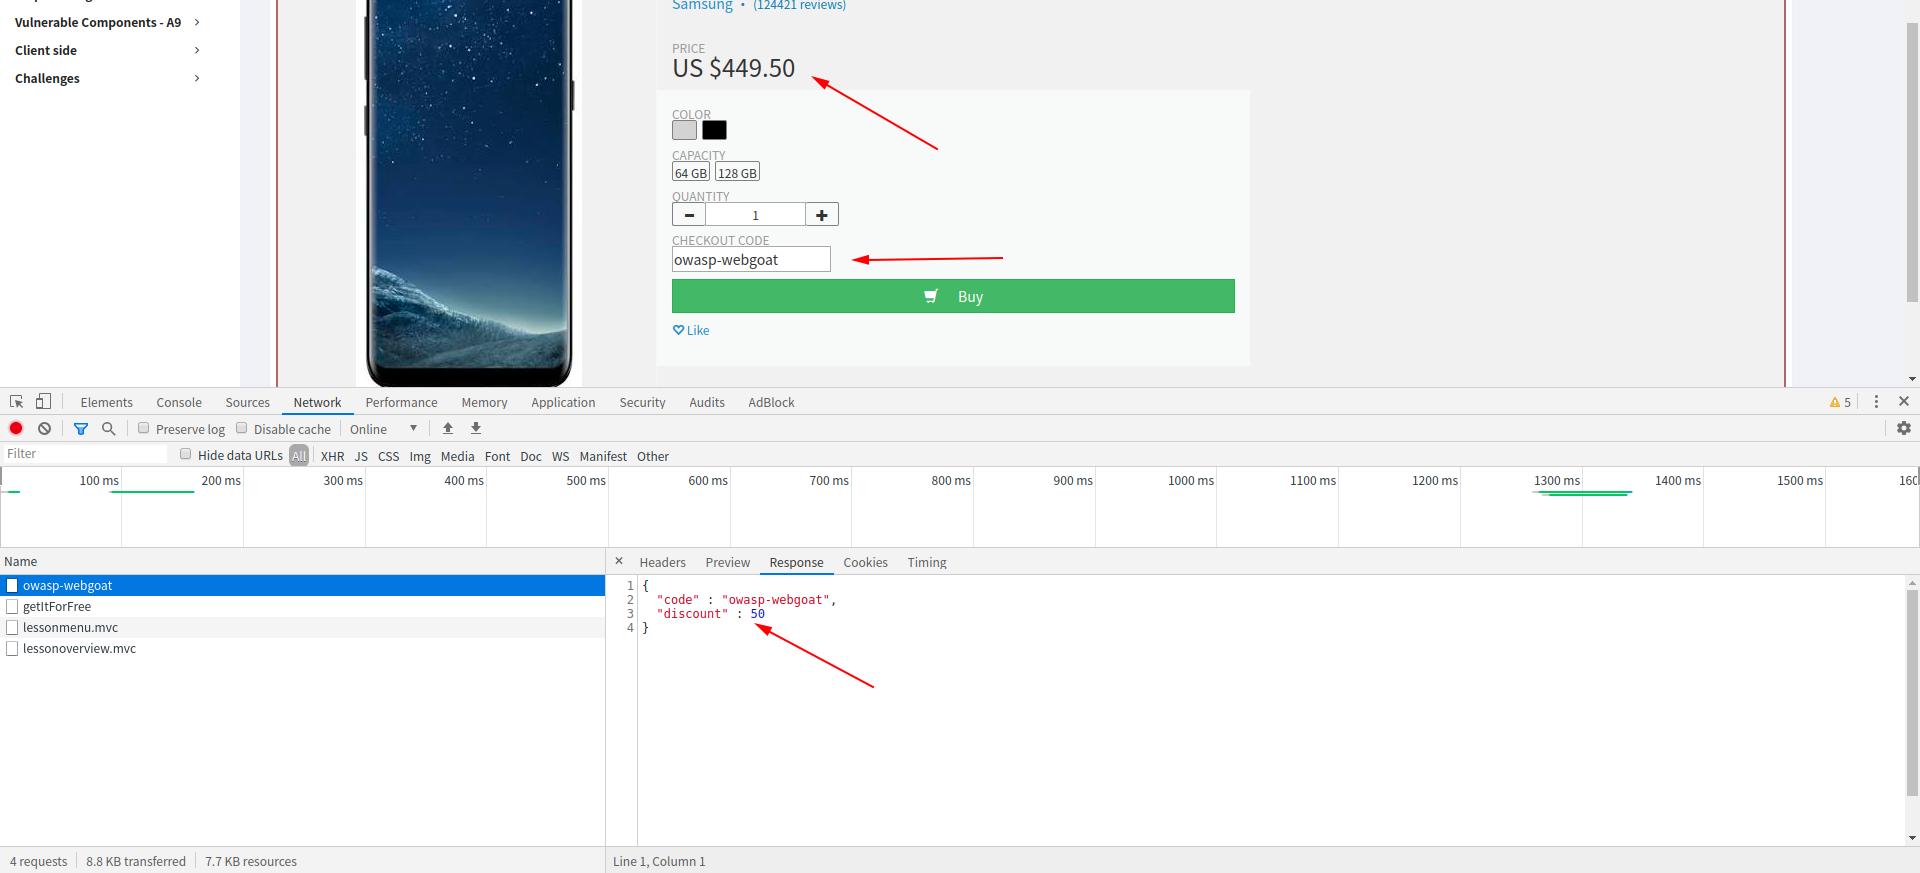 Vulnerable Components - A9
Client side
Challenges
Samsung • (124421 reviews)
PRICE
US $449.50
COLOR
CAPACITY
64 GB 128 GB
QUANTITY
1
CHECKOUT CODE
owasp-webgoat
Buy
Like
Elements Console Sources Network Performance Memory Application Security Audits AdBlock 5
Preserve log Disable cache Online
Filter Hide data URLs All XHR JS CSS Img Media Font Doc WS Manifest Other
100 ms 200 ms 300 ms 400 ms 500 ms 600 ms 700 ms 800 ms 900 ms 1000 ms 1100 ms 1200 ms 1300 ms 1400 ms 1500 ms
Name
owasp-webgoat
getItForFree
lessonmenu.mvc
lessonoverview.mvc
Headers Preview Response Cookies Timing
1 {
2 "code" : "owasp-webgoat",
3 "discount" : 50
4 }
4 requests 8.8 KB transferred 7.7 KB resources
Line 1, Column 1